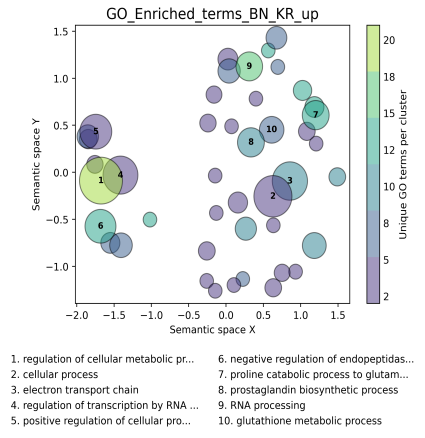 GO_Enriched_terms_BN_KR_up
1.5
1.0
0.5
0.0
−0.5
−1.0
Semantic space Y
−2.0 −1.5 −1.0 −0.5 0.0 0.5 1.0 1.5
Semantic space X
9
5
7
10
8
4
1
3
2
6
20
18
15
12
10
8
5
2
Unique GO terms per cluster
1. regulation of cellular metabolic pr...
2. cellular process
3. electron transport chain
4. regulation of transcription by RNA ...
5. positive regulation of cellular pro...
6. negative regulation of endopeptidas...
7. proline catabolic process to glutam...
8. prostaglandin biosynthetic process
9. RNA processing
10. glutathione metabolic process